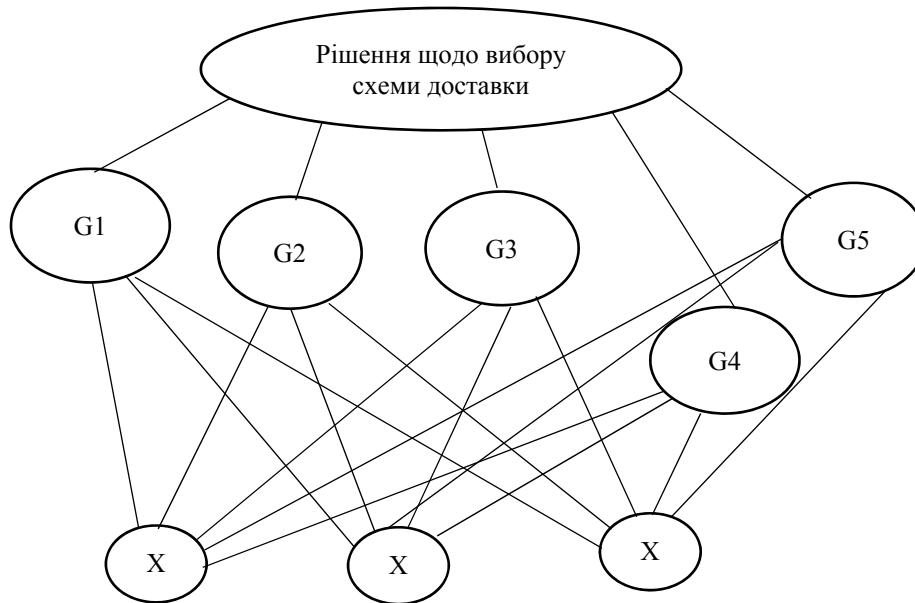 Рішення щодо вибору
схеми доставки
G1
G2
G3
G5
G4
X
X
X